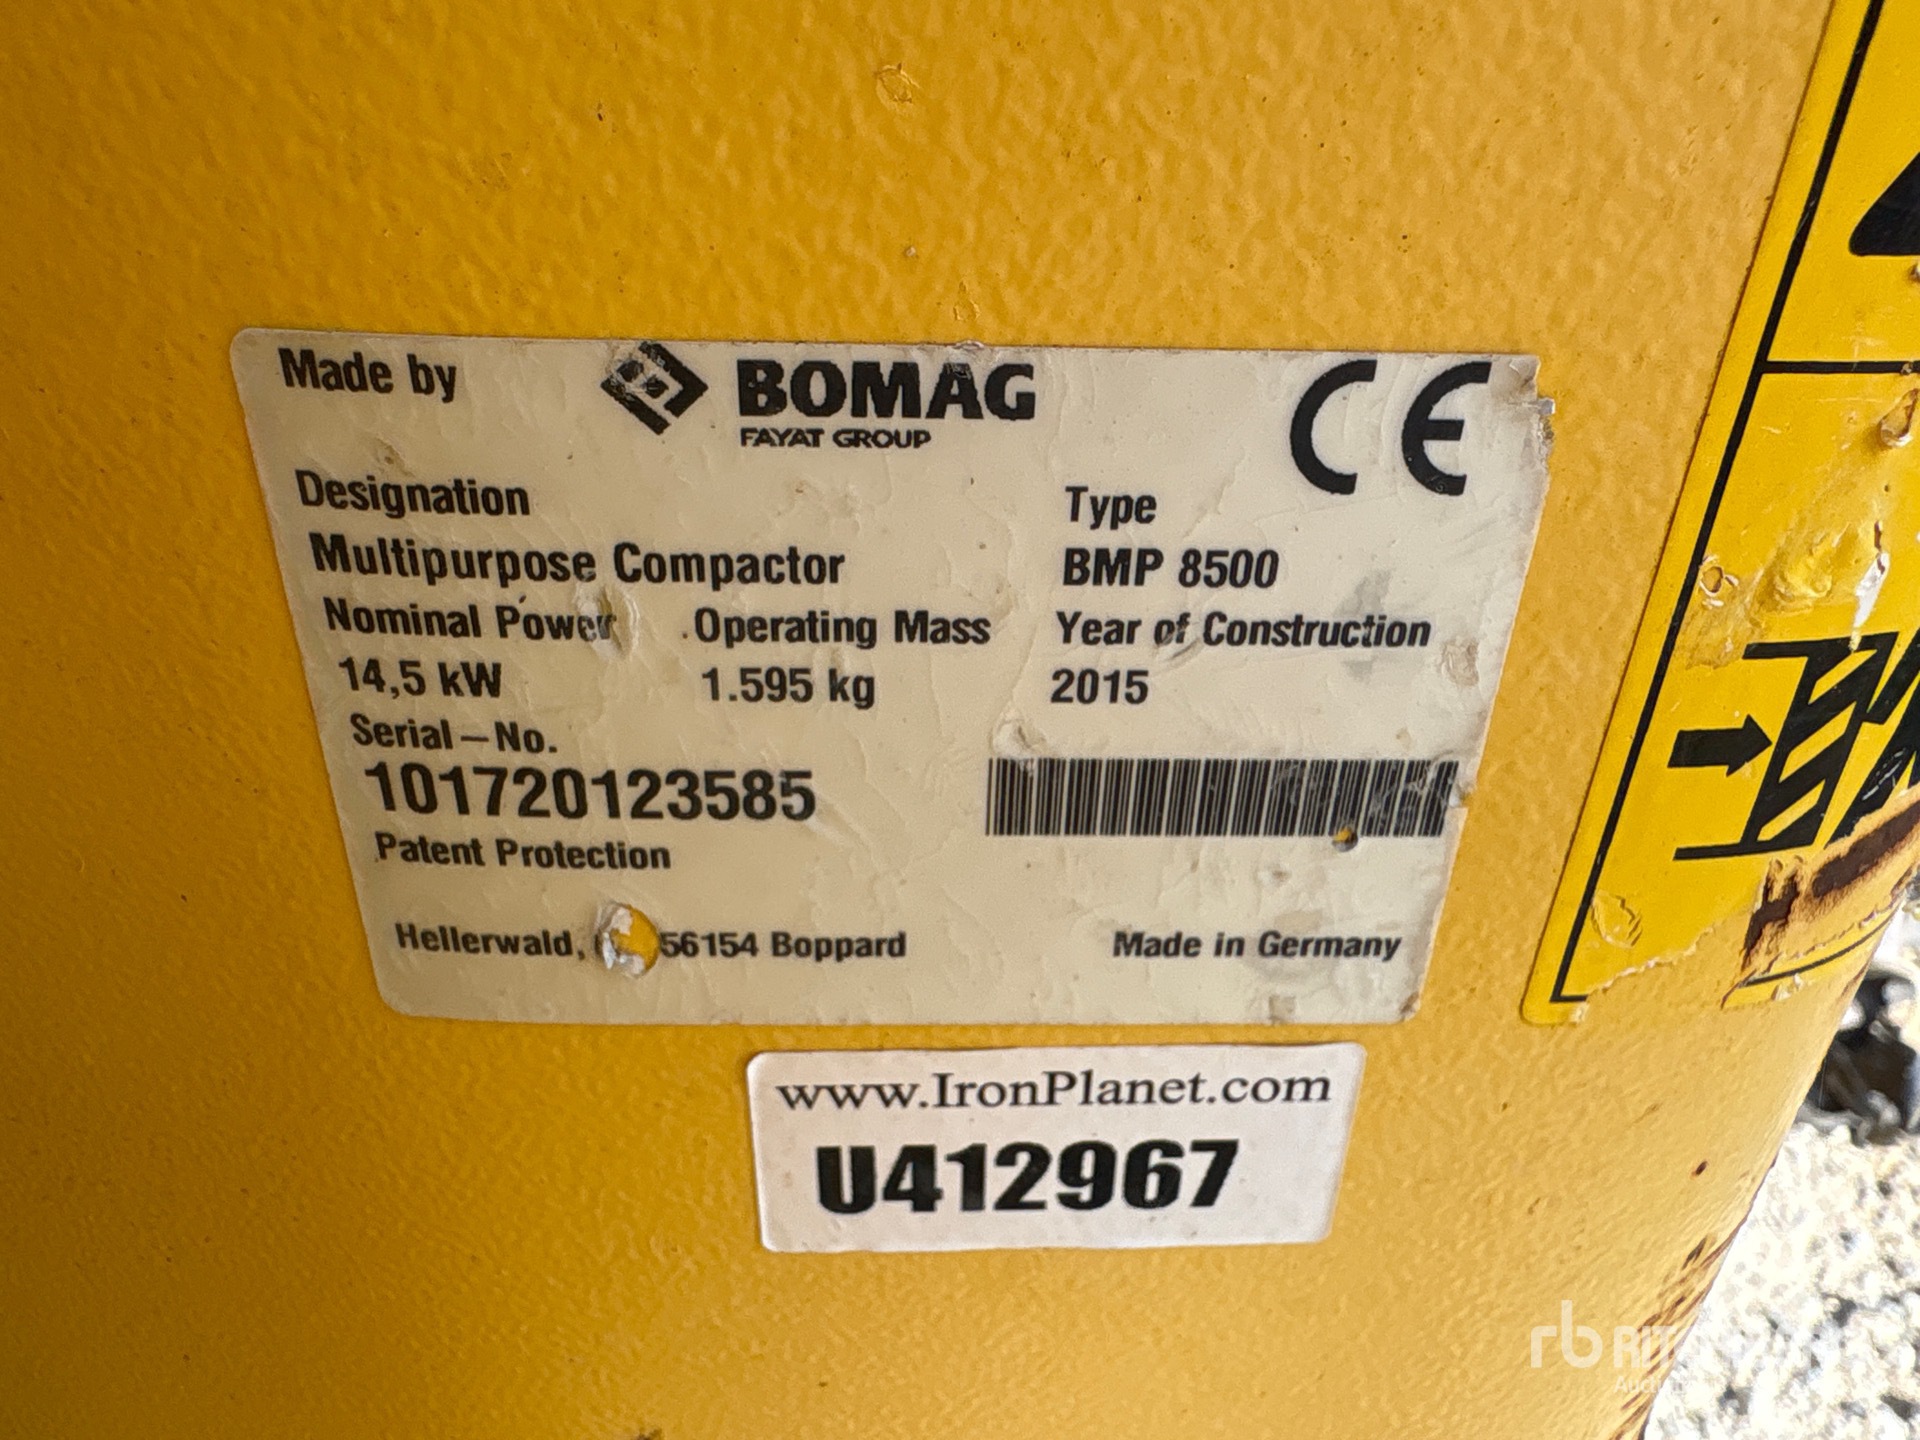 Made by BOMAG
FAYAT GROUP
CE
Designation Type
Multipurpose Compactor BMP 8500
Nominal Power Operating Mass Year of Construction
14,5 kW 1.595 kg 2015
Serial–No.
101720123585
Patent Protection
Hellerwald, 56154 Boppard Made in Germany
www.IronPlanet.com
U412967
rb